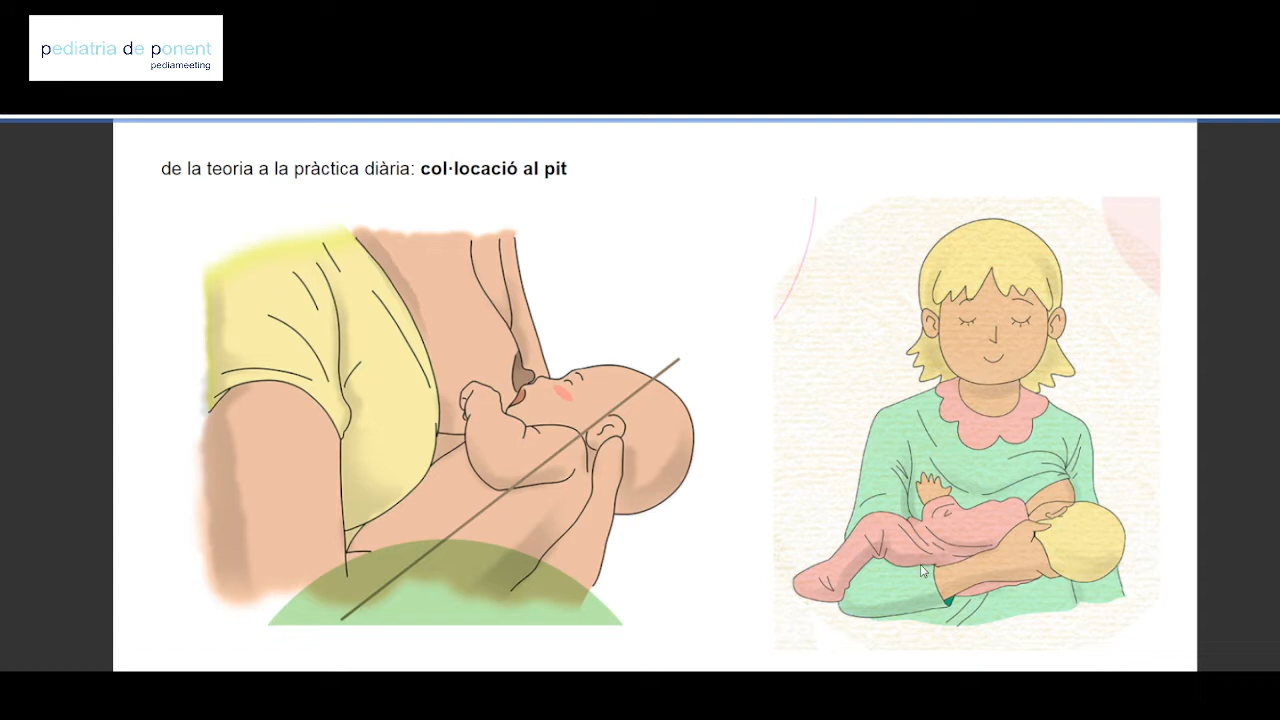 pediatria de ponent
pediameeting
de la teoria a la pràctica diària: col·locació al pit